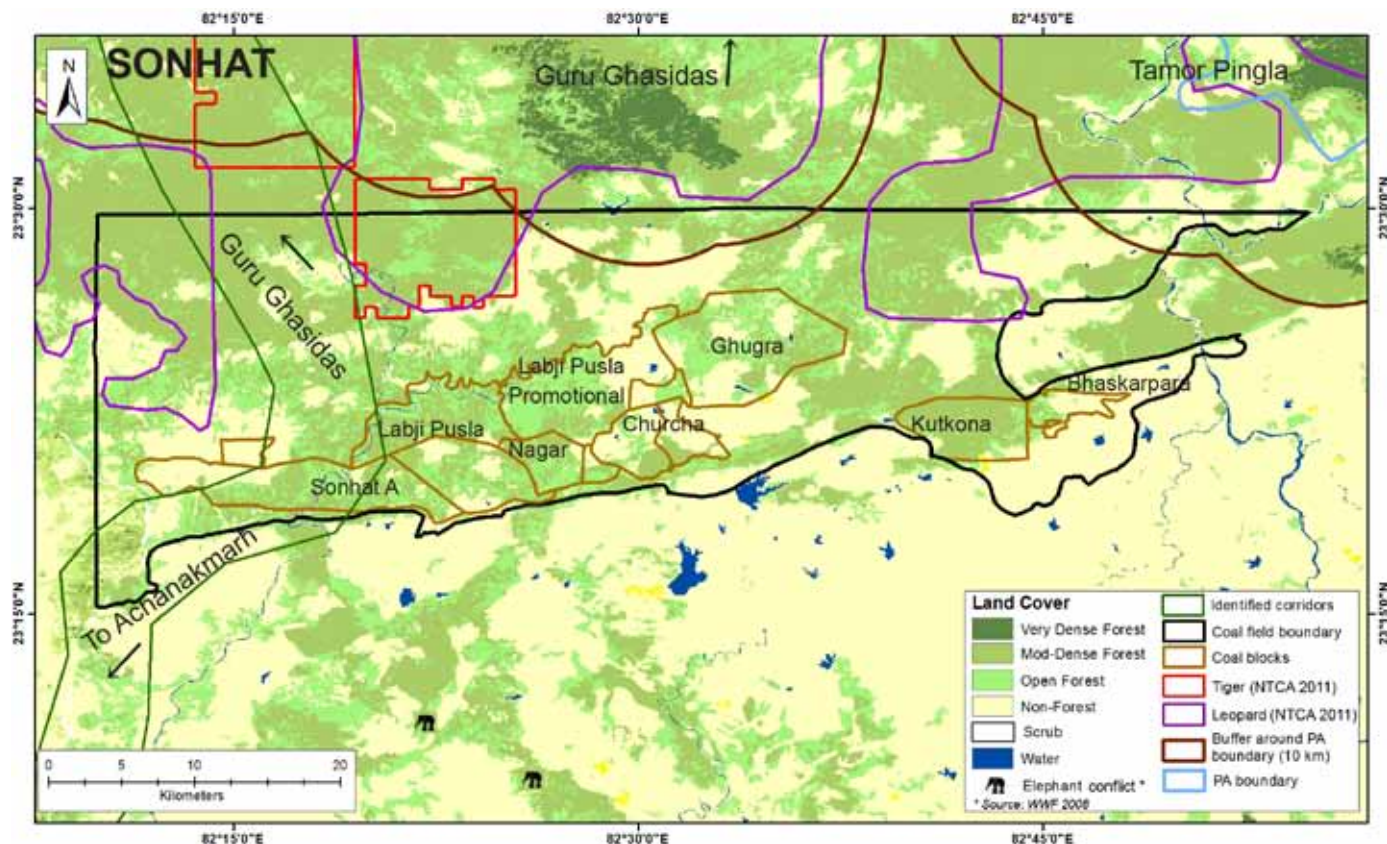 82°15'0"E 82°30'0"E 82°45'0"E
SONHAT
N
Guru Ghasidas
Tamor Pingla
23°30'0"N 23°30'0"N
Guru Ghasidas
Ghugra
Labji Pusla
Promotional
Bhaskarpara
Labji Pusla
Nagar
Churcha
Kutkona
Sonhat A
To Achanakmarh
23°15'0"N 23°15'0"N
Land Cover
Very Dense Forest
Mod-Dense Forest
Open Forest
Non-Forest
Scrub
Water
Elephant conflict *
* Source: WWF 2008
Identified corridors
Coal field boundary
Coal blocks
Tiger (NTCA 2011)
Leopard (NTCA 2011)
Buffer around PA
boundary (10 km)
PA boundary
0 5 10 20
Kilometers
82°15'0"E 82°30'0"E 82°45'0"E